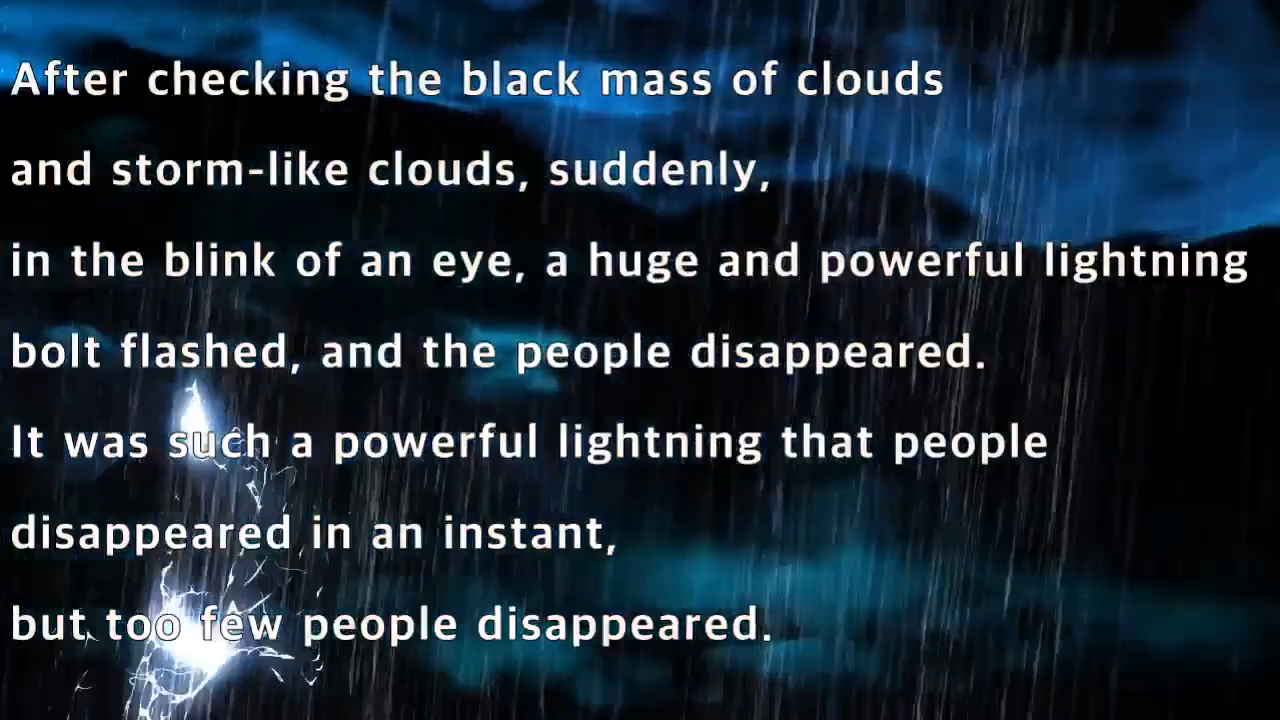 After checking the black mass of clouds
and storm-like clouds, suddenly,
in the blink of an eye, a huge and powerful lightning
bolt flashed, and the people disappeared.
It was such a powerful lightning that people
disappeared in an instant,
but too few people disappeared.